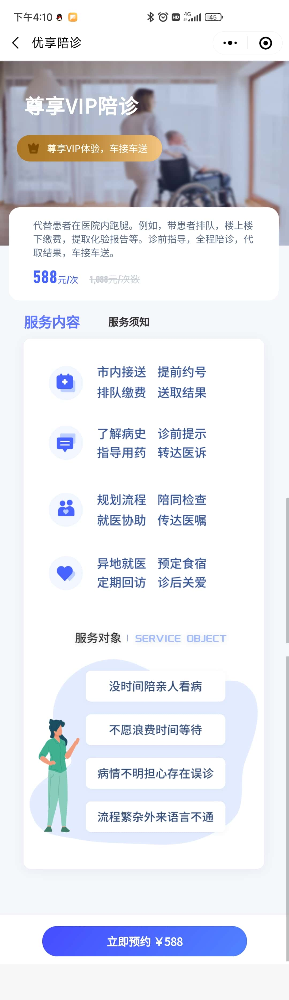 下午4:10
HD 4G 45
优享陪诊
尊享VIP陪诊
尊享VIP体验，车接车送
代替患者在医院内跑腿。例如，带患者排队，楼上楼
下缴费，提取化验报告等。诊前指导，全程陪诊，代
取结果，车接车送。
588元/次 1,088元/次数
服务内容 服务须知
市内接送 提前约号
排队缴费 送取结果
了解病史 诊前提示
指导用药 转达医诉
规划流程 陪同检查
就医协助 传达医嘱
异地就医 预定食宿
定期回访 诊后关爱
服务对象 SERVICE OBJECT
没时间陪亲人看病
不愿浪费时间等待
病情不明担心存在误诊
流程繁杂外来语言不通
立即预约 ￥588